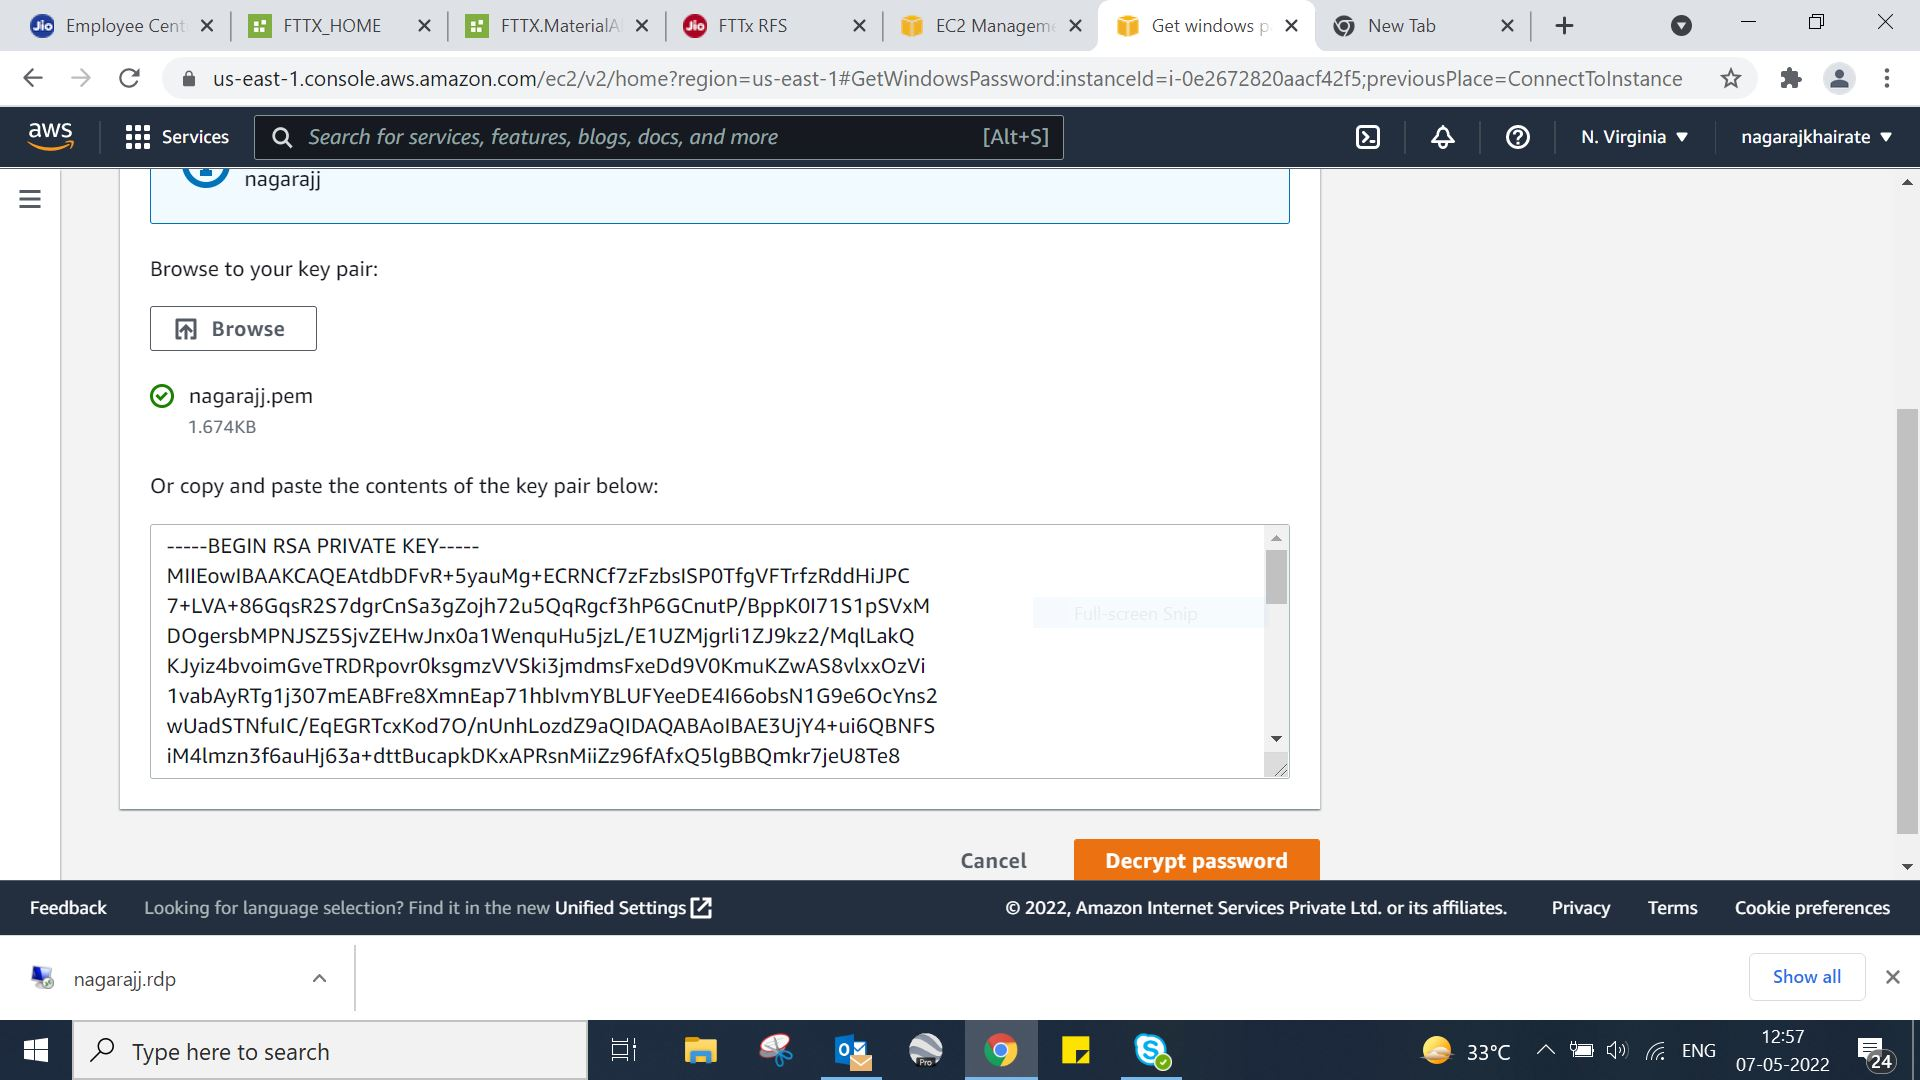 Employee Cent
FTTX_HOME
FTTX.MaterialA
FTTx RFS
EC2 Manageme
Get windows p
New Tab
us-east-1.console.aws.amazon.com/ec2/v2/home?region=us-east-1#GetWindowsPassword:instanceId=i-0e2672820aacf42f5;previousPlace=ConnectToInstance
aws
Services
Search for services, features, blogs, docs, and more
[Alt+S]
N. Virginia
nagarajkhairate
nagarajj
Browse to your key pair:
Browse
nagarajj.pem
1.674KB
Or copy and paste the contents of the key pair below:
-----BEGIN RSA PRIVATE KEY-----
MIIEowIBAAKCAQEAtdbDFvR+5yauMg+ECRNCf7zFzbsISP0TfgVFTrfzRddHiJPC
7+LVA+86GqsR2S7dgrCnSa3gZojh72u5QqRgcf3hP6GCnutP/BppK0I71S1pSVxM
DOgersbMPNJSZ5SjvZEHwJnx0a1WenquHu5jzL/E1UZMjgrli1ZJ9kz2/MqlLakQ
KJyiz4bvoimGveTRDRpovr0ksgmzVVSki3jmdmsFxeDd9V0KmuKZwAS8vlxxOzVi
1vabAyRTg1j307mEABFre8XmnEap71hbIvmYBLUFYeeDE4I66obsN1G9e6OcYns2
wUadSTNfuIC/EqEGRTcxKod7O/nUnhLozdZ9aQIDAQABAoIBAE3UjY4+ui6QBNFS
iM4lmzn3f6auHj63a+dttBucapkDKxAPRsnMiiZz96fAfxQ5lgBBQmkr7jeU8Te8
Full-screen Snip
Cancel
Decrypt password
Feedback
Looking for language selection? Find it in the new Unified Settings
© 2022, Amazon Internet Services Private Ltd. or its affiliates.
Privacy
Terms
Cookie preferences
nagarajj.rdp
Show all
Type here to search
33°C
ENG
12:57
07-05-2022
24